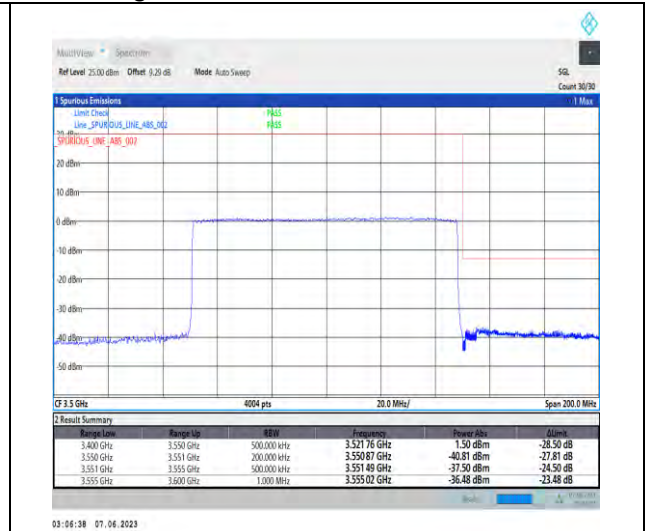 MultiView Spectrum
Ref Level 25.00 dBm Offset 9.29 dB Mode Auto Sweep SGL
Count 30/30
1 Spurious Emissions 1 Max
Limit Check PASS
Line _SPURIOUS_LINE_ABS_002 PASS
_SPURIOUS_LINE_ABS_002
20 dBm
10 dBm
0 dBm
-10 dBm
-20 dBm
-30 dBm
-40 dBm
-50 dBm
CF 3.5 GHz 4004 pts 20.0 MHz/ Span 200.0 MHz
2 Result Summary
Range Low Range Up RBW Frequency Power Abs ΔLimit
3.400 GHz 3.550 GHz 500.000 kHz 3.521 76 GHz 1.50 dBm -28.50 dB
3.550 GHz 3.551 GHz 200.000 kHz 3.550 87 GHz -40.81 dBm -27.81 dB
3.551 GHz 3.555 GHz 500.000 kHz 3.551 49 GHz -37.50 dBm -24.50 dB
3.555 GHz 3.600 GHz 1.000 MHz 3.555 02 GHz -36.48 dBm -23.48 dB
03:06:38 07.06.2023